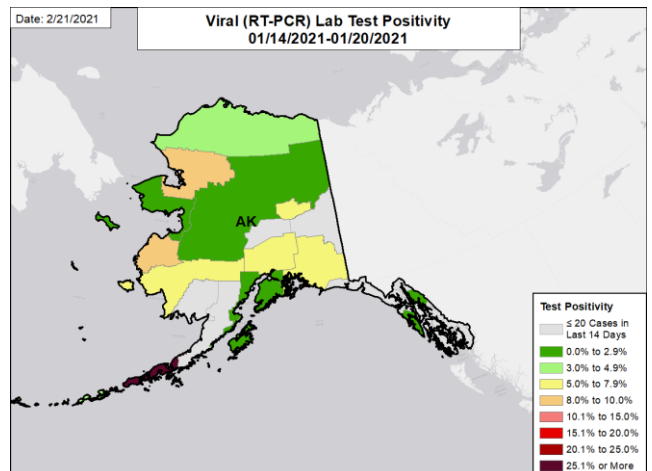 Date: 2/21/2021
Viral (RT-PCR) Lab Test Positivity
01/14/2021-01/20/2021
AK
Test Positivity
≤ 20 Cases in
Last 14 Days
0.0% to 2.9%
3.0% to 4.9%
5.0% to 7.9%
8.0% to 10.0%
10.1% to 15.0%
15.1% to 20.0%
20.1% to 25.0%
25.1% or More